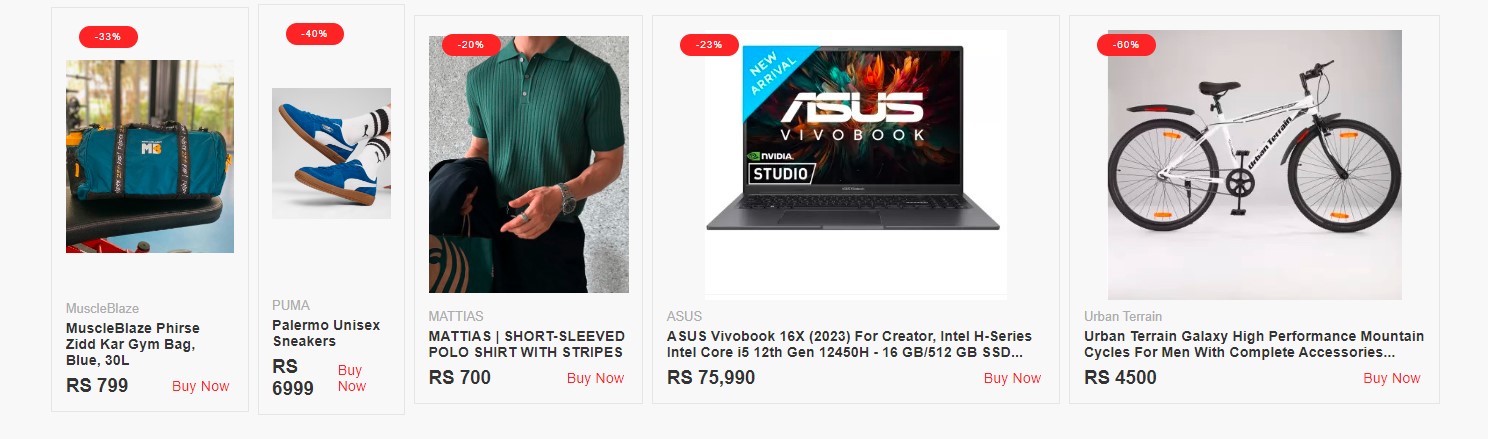 -33%
MB
MuscleBlaze
MuscleBlaze Phirse
Zidd Kar Gym Bag,
Blue, 30L
RS 799
Buy Now
-40%
PUMA
Palermo Unisex
Sneakers
RS
6999
Buy
Now
-20%
MATTIAS
MATTIAS | SHORT-SLEEVED
POLO SHIRT WITH STRIPES
RS 700
Buy Now
-23%
NEW
ARRIVAL
ASUS
VIVOBOOK
NVIDIA.
STUDIO
ASUS
ASUS Vivobook 16X (2023) For Creator, Intel H-Series
Intel Core i5 12th Gen 12450H - 16 GB/512 GB SSD...
RS 75,990
Buy Now
-60%
Urban Terrain
Urban Terrain
Urban Terrain Galaxy High Performance Mountain
Cycles For Men With Complete Accessories...
RS 4500
Buy Now